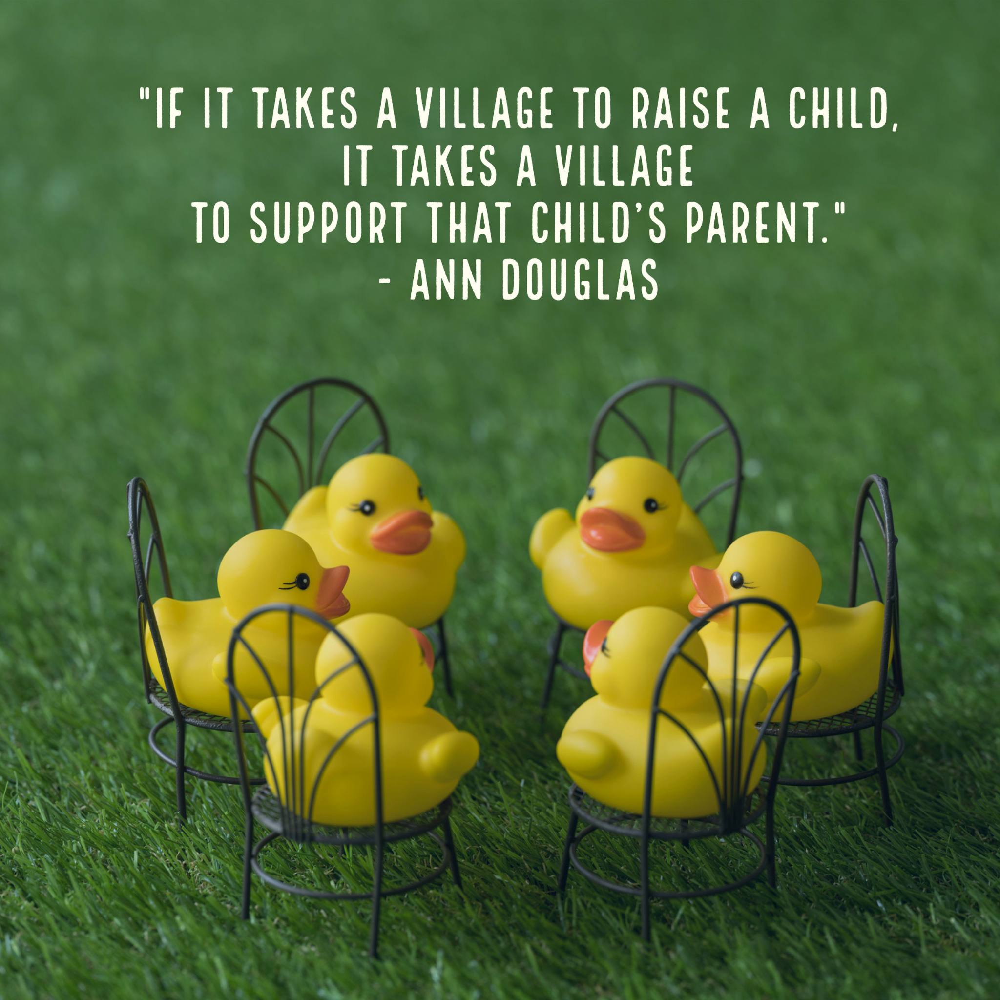 "IF IT TAKES A VILLAGE TO RAISE A CHILD,
IT TAKES A VILLAGE
TO SUPPORT THAT CHILD’S PARENT."
- ANN DOUGLAS